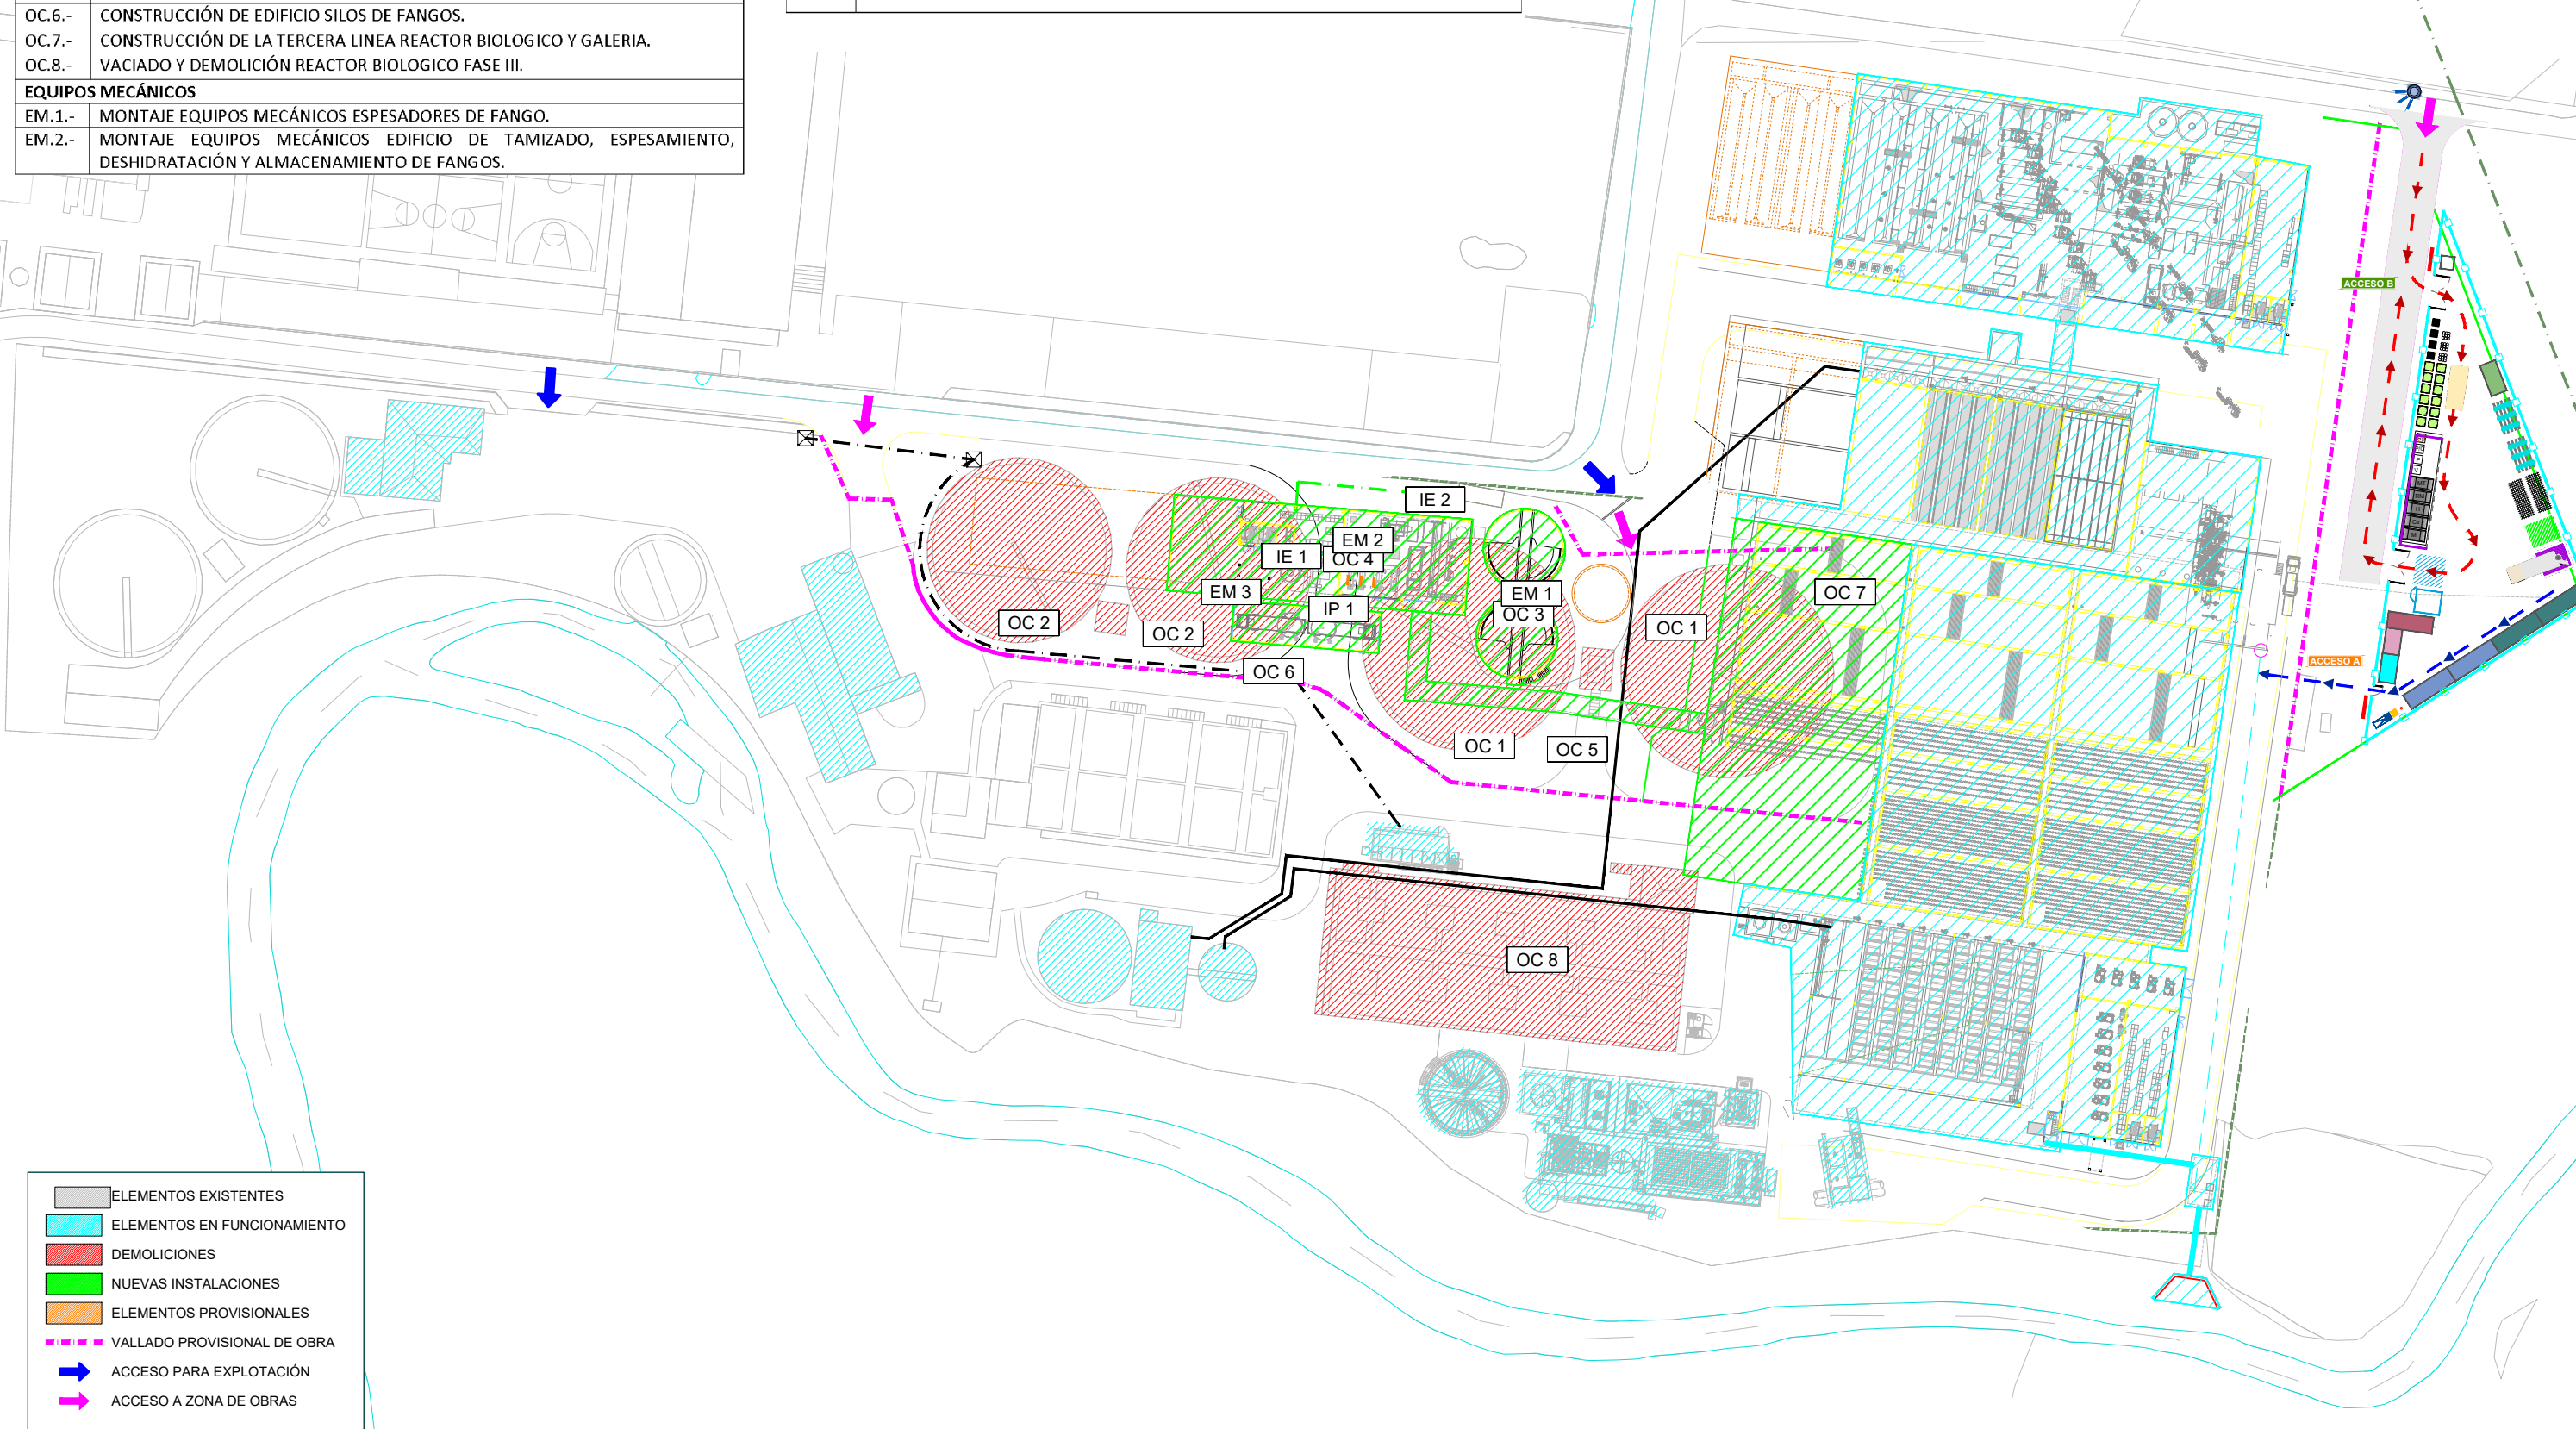 OC.6.- CONSTRUCCIÓN DE EDIFICIO SILOS DE FANGOS.
OC.7.- CONSTRUCCIÓN DE LA TERCERA LINEA REACTOR BIOLOGICO Y GALERIA.
OC.8.- VACIADO Y DEMOLICIÓN REACTOR BIOLOGICO FASE III.
EQUIPOS MECÁNICOS
EM.1.- MONTAJE EQUIPOS MECÁNICOS ESPESADORES DE FANGO.
EM.2.- MONTAJE EQUIPOS MECÁNICOS EDIFICIO DE TAMIZADO, ESPESAMIENTO,
DESHIDRATACIÓN Y ALMACENAMIENTO DE FANGOS.
ACCESO B
IE 2
EM 2
IE 1
OC 4
EM 3
EM 1
OC 7
IP 1
OC 3
OC 2
OC 2
OC 1
ACCESO A
OC 6
OC 1
OC 5
OC 8
ELEMENTOS EXISTENTES
ELEMENTOS EN FUNCIONAMIENTO
DEMOLICIONES
NUEVAS INSTALACIONES
ELEMENTOS PROVISIONALES
VALLADO PROVISIONAL DE OBRA
ACCESO PARA EXPLOTACIÓN
ACCESO A ZONA DE OBRAS